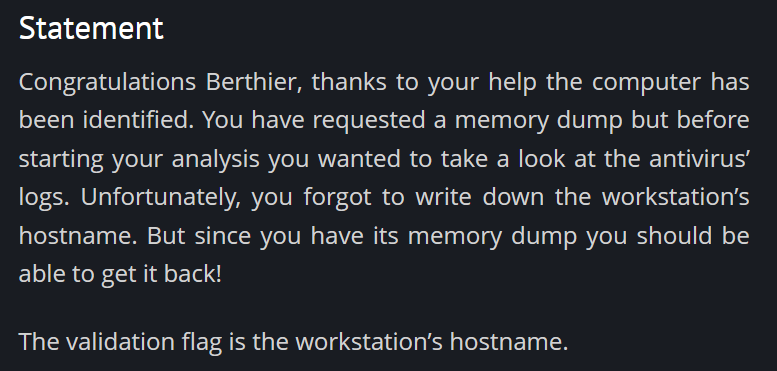 Statement
Congratulations Berthier, thanks to your help the computer has
been identified. You have requested a memory dump but before
starting your analysis you wanted to take a look at the antivirus’
logs. Unfortunately, you forgot to write down the workstation’s
hostname. But since you have its memory dump you should be
able to get it back!
The validation flag is the workstation’s hostname.